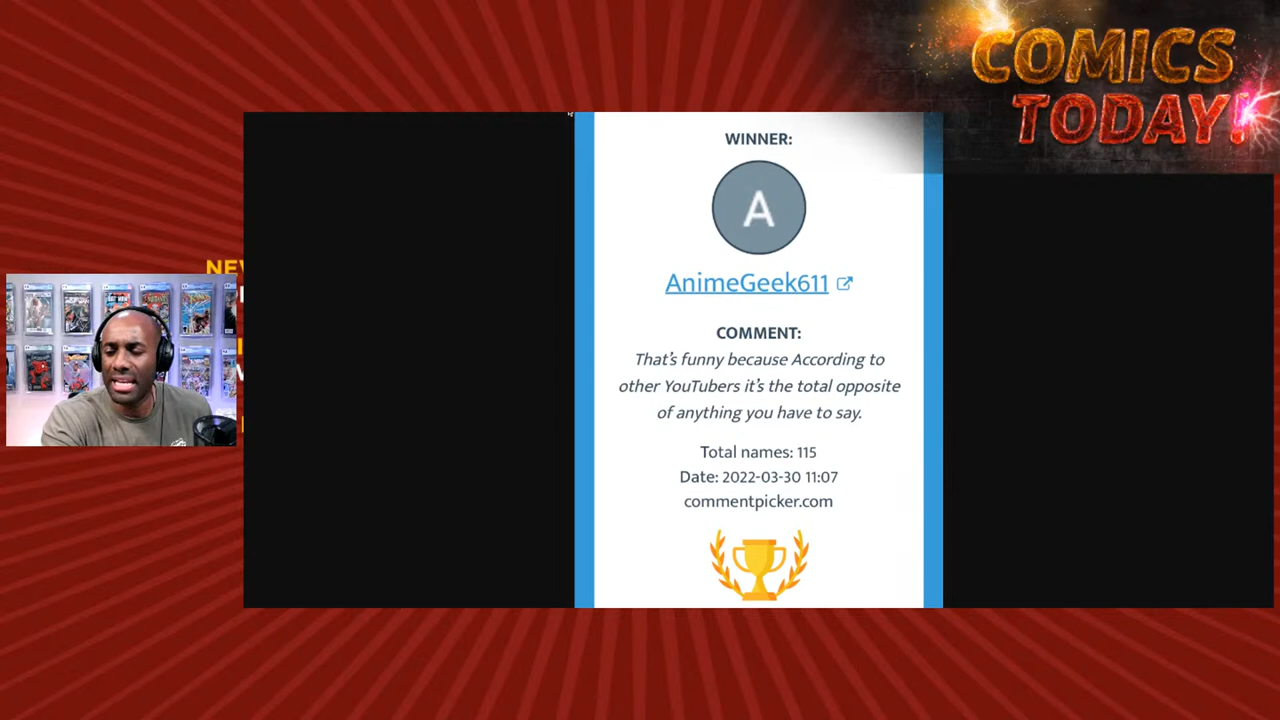 COMICS
TODAY!
WINNER:
A
AnimeGeek611
COMMENT:
That's funny because According to
other YouTubers it's the total opposite
of anything you have to say.
Total names: 115
Date: 2022-03-30 11:07
commentpicker.com